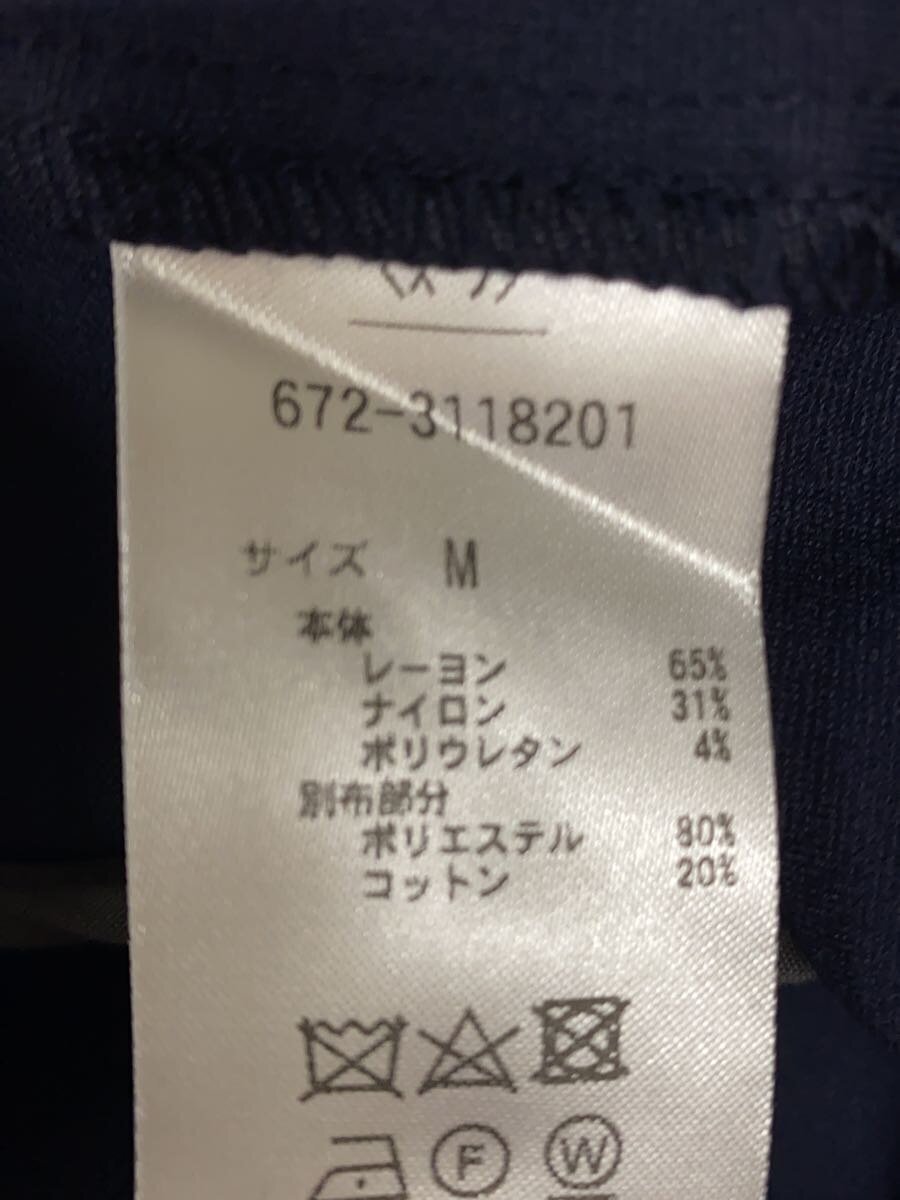 672-3118201
サイズ M
本体
レーヨン 65%
ナイロン 31%
ポリウレタン 4%
別布部分
ポリエステル 80%
コットン 20%
F W